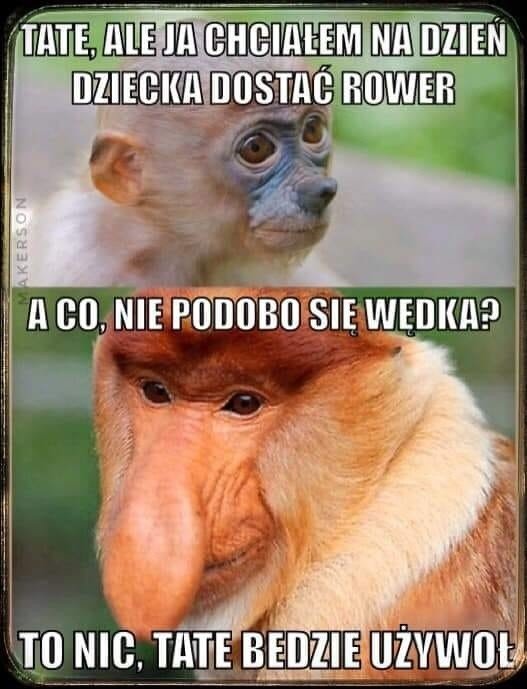 TATE, ALE JA CHCIAŁEM NA DZIEŃ
DZIECKA DOSTAĆ ROWER
MAKERSON
A CO, NIE PODOBO SIĘ WĘDKA?
TO NIC, TATE BEDZIE UŻYWOŁ